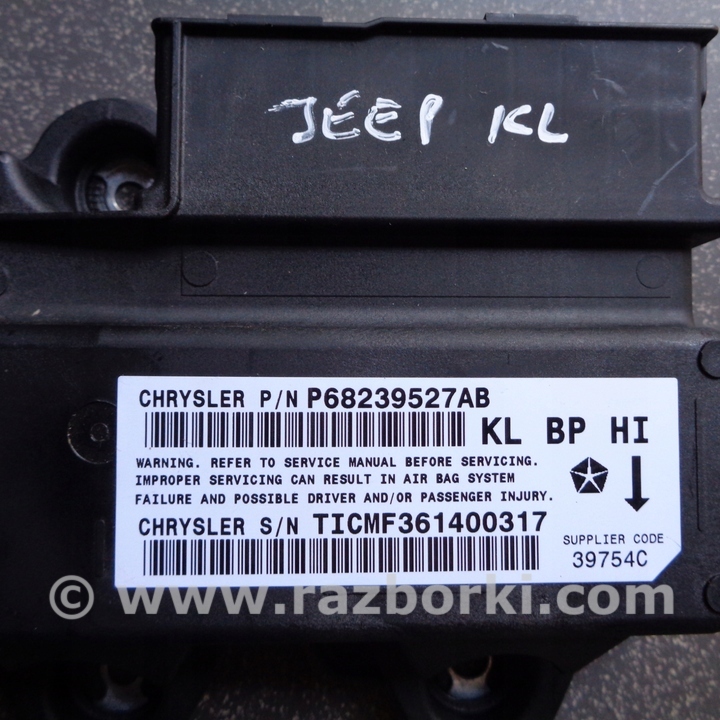 JEEP KL
CHRYSLER P/N P68239527AB
KL BP HI
WARNING. REFER TO SERVICE MANUAL BEFORE SERVICING.
IMPROPER SERVICING CAN RESULT IN AIR BAG SYSTEM
FAILURE AND POSSIBLE DRIVER AND/OR PASSENGER INJURY.
CHRYSLER S/N TICMF361400317
SUPPLIER CODE
39754C
© www.razborki.com